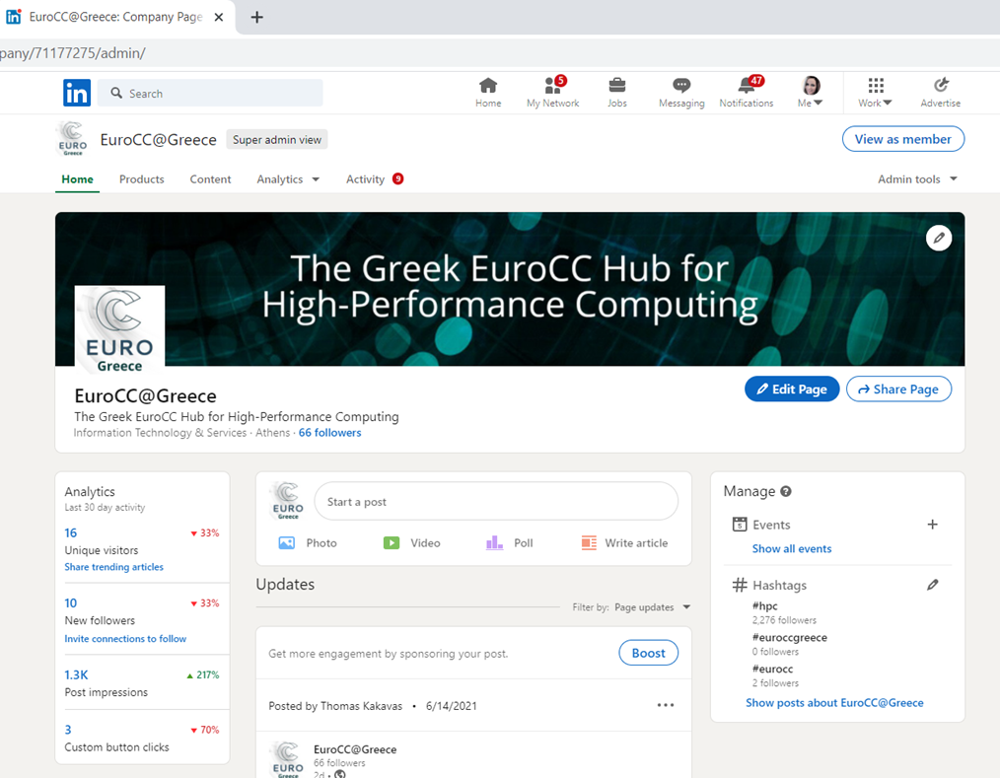 EuroCC@Greece: Company Page
pany/71177275/admin/
in
Search
Home
5
My Network
Jobs
Messaging
47
Notifications
Me
Work
Advertise
EURO
Greece
EuroCC@Greece
Super admin view
View as member
Home
Products
Content
Analytics
Activity 9
Admin tools
The Greek EuroCC Hub for
High-Performance Computing
EURO
Greece
EuroCC@Greece
The Greek EuroCC Hub for High-Performance Computing
Information Technology & Services · Athens · 66 followers
Edit Page
Share Page
Analytics
Last 30 day activity
16
33%
Unique visitors
Share trending articles
10
33%
New followers
Invite connections to follow
1.3K
217%
Post impressions
3
70%
Custom button clicks
EURO
Greece
Start a post
Photo
Video
Poll
Write article
Updates
Filter by: Page updates
Get more engagement by sponsoring your post.
Boost
Posted by Thomas Kakavas • 6/14/2021
EURO
Greece
EuroCC@Greece
66 followers
2d •
Manage
Events
Show all events
Hashtags
#hpc
2,276 followers
#euroccgreece
0 followers
#eurocc
2 followers
Show posts about EuroCC@Greece